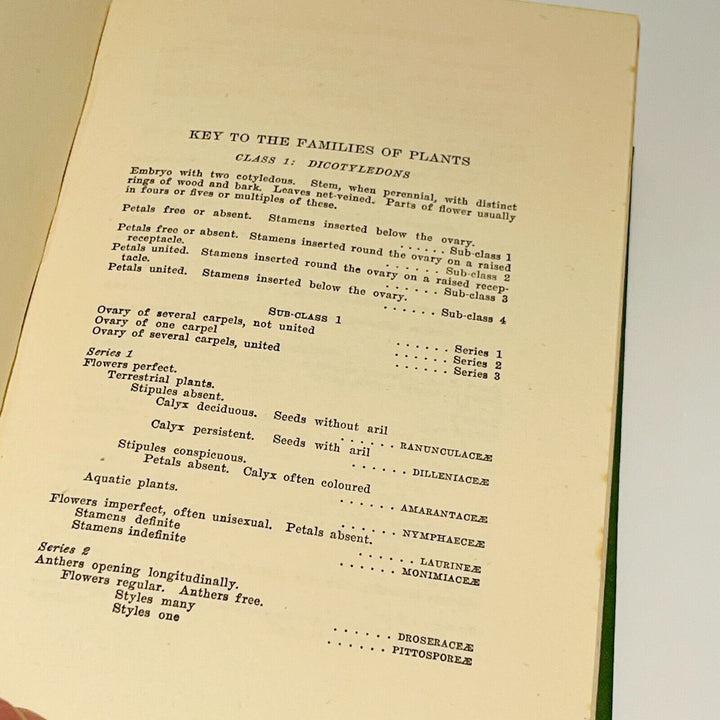 KEY TO THE FAMILIES OF PLANTS
CLASS 1: DICOTYLEDONS
Embryo with two cotyledous. Stem, when perennial, with distinct
rings of wood and bark. Leaves net-veined. Parts of flower usually
in fours or fives or multiples of these.
Petals free or absent. Stamens inserted below the ovary.
. . . . . . Sub-class 1
Petals free or absent. Stamens inserted round the ovary on a raised
receptacle. . . . . . . Sub-class 2
Petals united. Stamens inserted round the ovary on a raised recep-
tacle. . . . . . . Sub-class 3
Petals united. Stamens inserted below the ovary.
. . . . . . Sub-class 4
SUB-CLASS 1
Ovary of several carpels, not united . . . . . . Series 1
Ovary of one carpel . . . . . . Series 2
Ovary of several carpels, united . . . . . . Series 3
Series 1
Flowers perfect.
Terrestrial plants.
Stipules absent.
Calyx deciduous. Seeds without aril
. . . . . . RANUNCULACEÆ
Calyx persistent. Seeds with aril
. . . . . . DILLENIACEÆ
Stipules conspicuous.
Petals absent. Calyx often coloured
. . . . . . AMARANTACEÆ
Aquatic plants. . . . . . . NYMPHAECEÆ
Flowers imperfect, often unisexual. Petals absent.
Stamens definite . . . . . . LAURINEÆ
Stamens indefinite . . . . . . MONIMIACEÆ
Series 2
Anthers opening longitudinally.
Flowers regular. Anthers free.
Styles many . . . . . . DROSERACEÆ
Styles one . . . . . . PITTOSPOREÆ